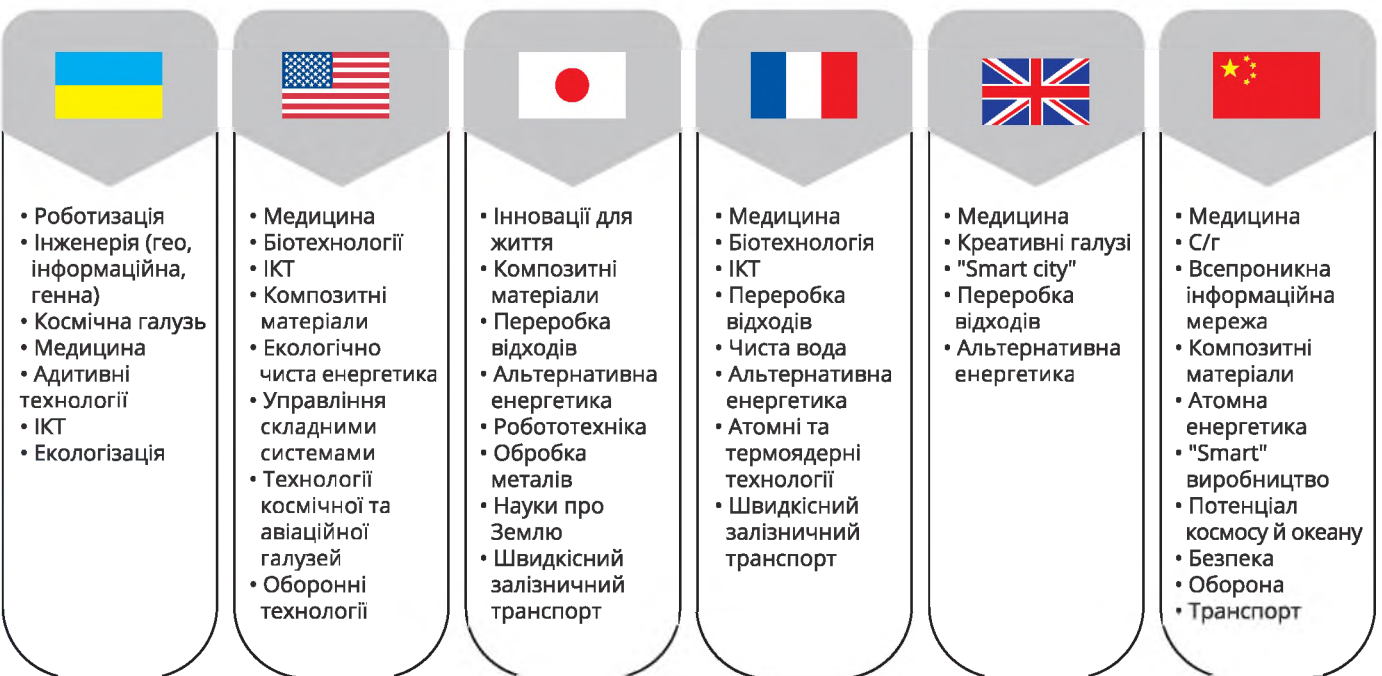 • Роботизація
• Інженерія (гео,
інформаційна,
генна)
• Космічна галузь
• Медицина
• Адитивні
технології
• ІКТ
• Екологізація
• Медицина
• Біотехнології
• ІКТ
• Композитні
матеріали
• Екологічно
чиста енергетика
• Управління
складними
системами
• Технології
космічної та
авіаційної
галузей
• Оборонні
технології
• Інновації для
життя
• Композитні
матеріали
• Переробка
відходів
• Альтернативна
енергетика
• Робототехніка
• Обробка
металів
• Науки про
Землю
• Швидкісний
залізничний
транспорт
• Медицина
• Біотехнологія
• ІКТ
• Переробка
відходів
• Чиста вода
• Альтернативна
енергетика
• Атомні та
термоядерні
технології
• Швидкісний
залізничний
транспорт
• Медицина
• Креативні галузі
• "Smart city"
• Переробка
відходів
• Альтернативна
енергетика
• Медицина
• С/г
• Всепроникна
інформаційна
мережа
• Композитні
матеріали
• Атомна
енергетика
• "Smart"
виробництво
• Потенціал
космосу й океану
• Безпека
• Оборона
• Транспорт